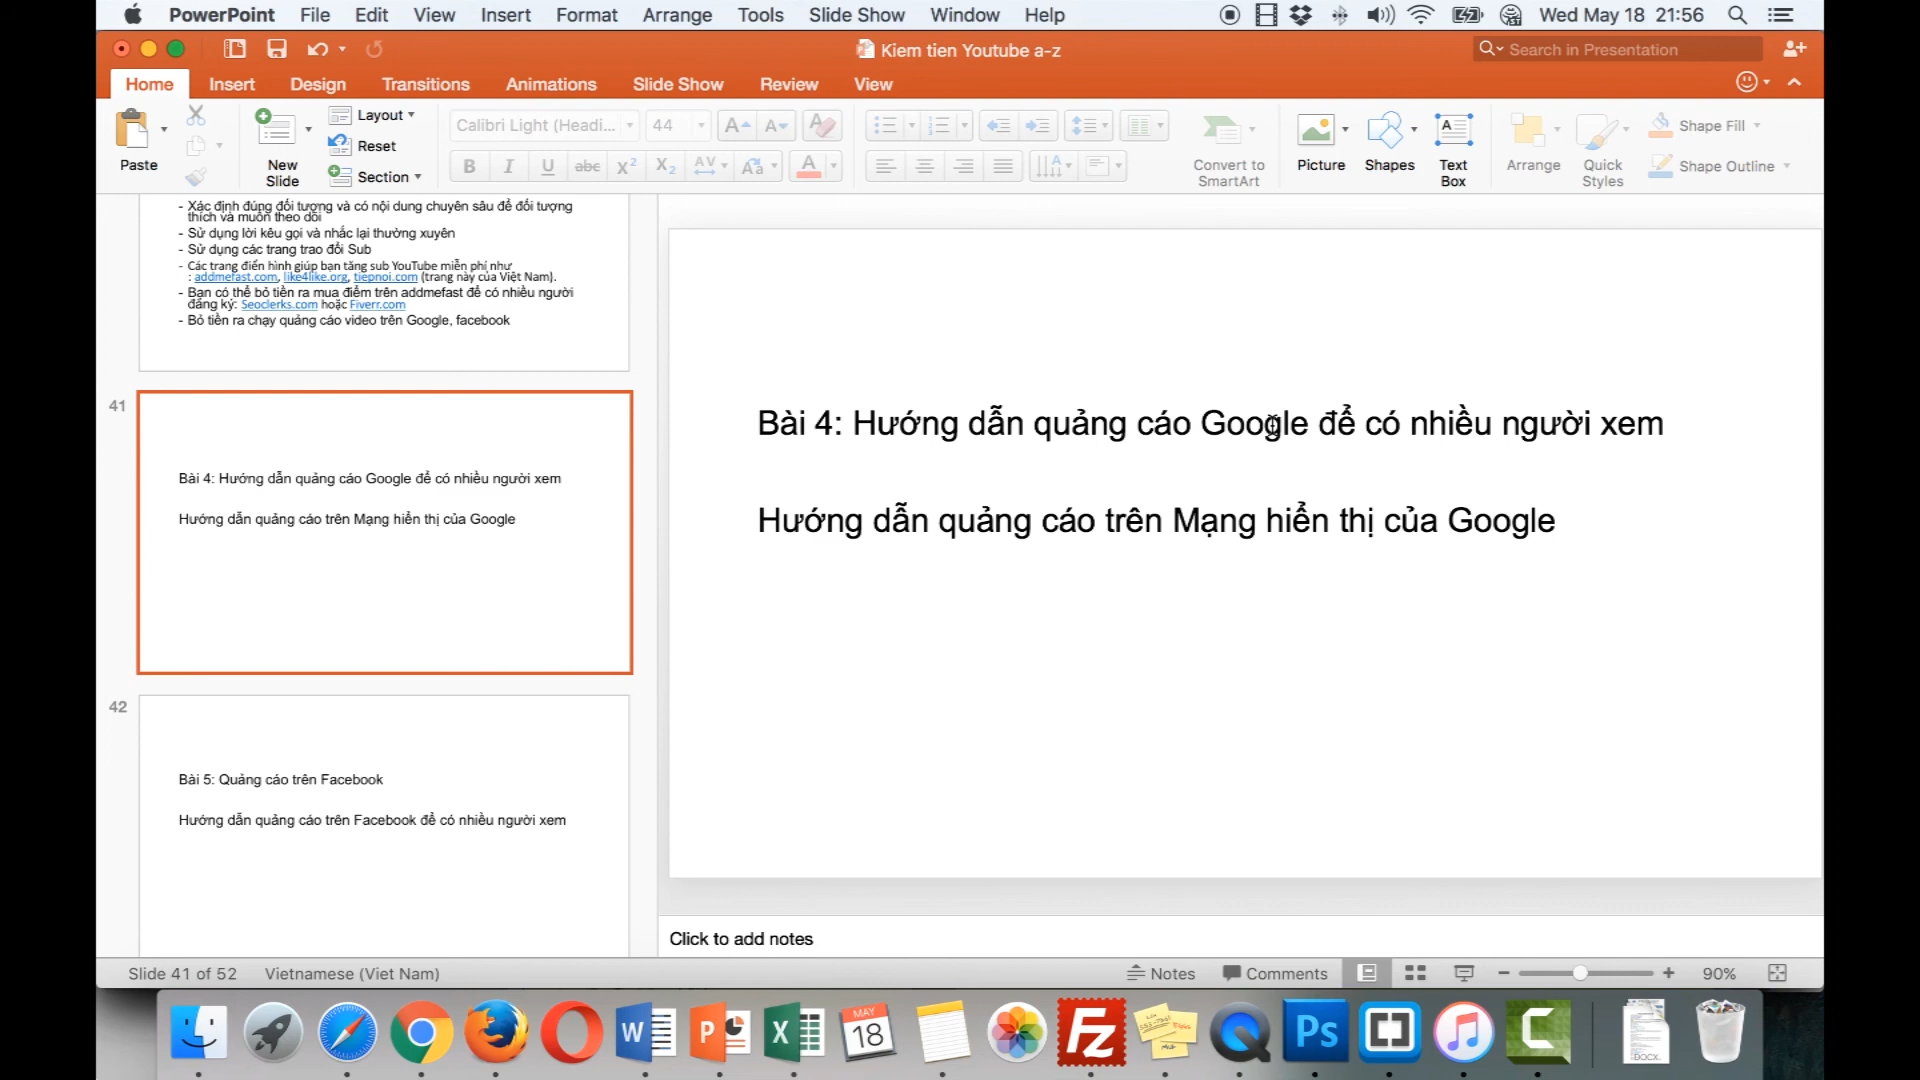 PowerPoint File Edit View Insert Format Arrange Tools Slide Show Window Help Wed May 18 21:56
Kiem tien Youtube a-z
Search in Presentation
Home Insert Design Transitions Animations Slide Show Review View
Paste
New Slide
Layout
Reset
Section
Calibri Light (Headi... 44
Convert to SmartArt
Picture
Shapes
Text Box
Arrange
Quick Styles
Shape Fill
Shape Outline
- Xác định đúng đối tượng và có nội dung chuyên sâu để đối tượng
thích và muốn theo dõi
- Sử dụng lời kêu gọi và nhắc lại thường xuyên
- Sử dụng các trang trao đổi Sub
- Các trang điển hình giúp bạn tăng sub YouTube miễn phí như
: addmefast.com, like4like.org, tiepnoi.com (trang này của Việt Nam).
- Bạn có thể bỏ tiền ra mua điểm trên addmefast để có nhiều người
đăng ký: Seoclerks.com hoặc Fiverr.com
- Bỏ tiền ra chạy quảng cáo video trên Google, facebook
41
Bài 4: Hướng dẫn quảng cáo Google để có nhiều người xem
Hướng dẫn quảng cáo trên Mạng hiển thị của Google
42
Bài 5: Quảng cáo trên Facebook
Hướng dẫn quảng cáo trên Facebook để có nhiều người xem
Bài 4: Hướng dẫn quảng cáo Google để có nhiều người xem
Hướng dẫn quảng cáo trên Mạng hiển thị của Google
Click to add notes
Slide 41 of 52 Vietnamese (Viet Nam) Notes Comments 90%
MAY
18
Ps
DOCX